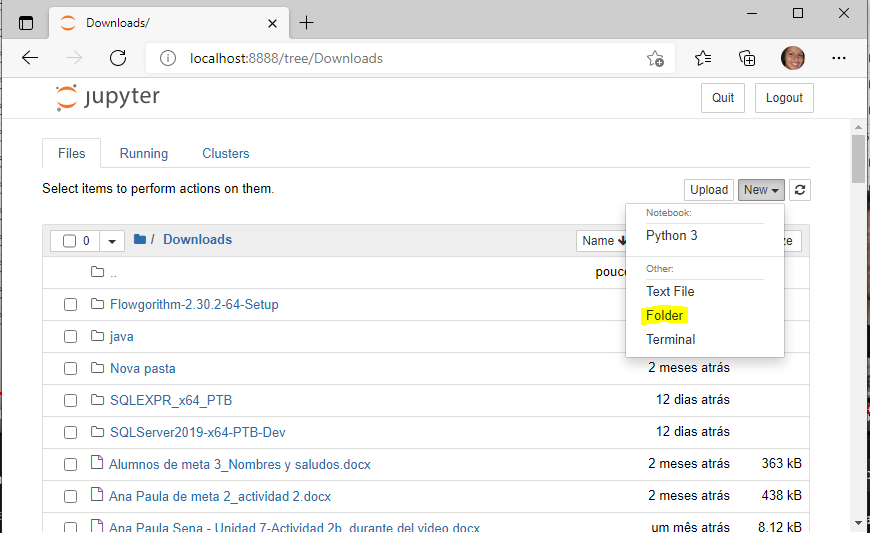 Downloads/
localhost:8888/tree/Downloads
jupyter
Quit
Logout
Files
Running
Clusters
Select items to perform actions on them.
Upload
New
Notebook:
Python 3
Other:
Text File
Folder
Terminal
0
/ Downloads
Name
..
Flowgorithm-2.30.2-64-Setup
java
Nova pasta
2 meses atrás
SQLEXPR_x64_PTB
12 dias atrás
SQLServer2019-x64-PTB-Dev
12 dias atrás
Alumnos de meta 3_Nombres y saludos.docx
2 meses atrás
363 kB
Ana Paula de meta 2_actividad 2.docx
2 meses atrás
438 kB
Ana Paula Sena - Unidad 7-Actividad 2b_durante del video.docx
um mês atrás
8.12 kB